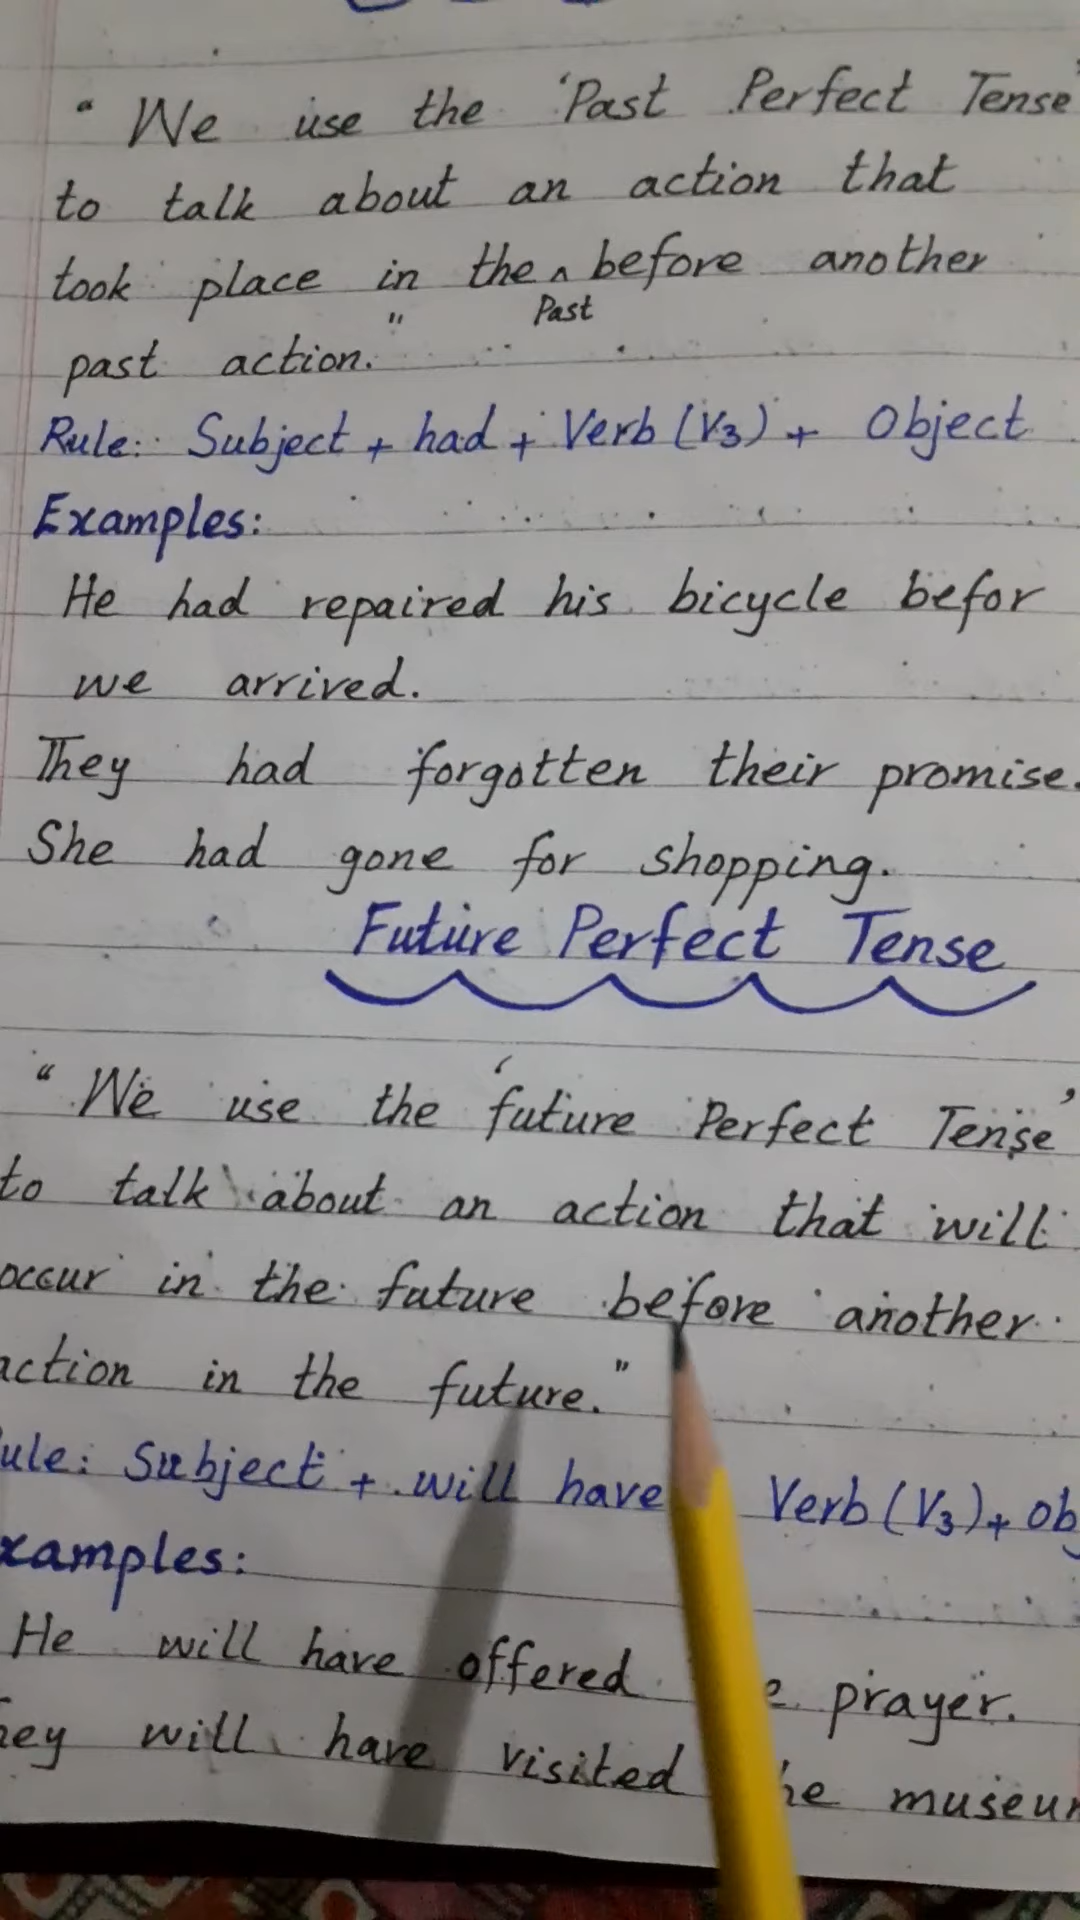 “ We use the 'Past Perfect Tense'
to talk about an action that
took place in the ^ before another
Past
past action.”
Rule: Subject + had + Verb (V3) + Object
Examples:
He had repaired his bicycle befor
we arrived.
They had forgotten their promise.
She had gone for shopping.
Future Perfect Tense
“ We use the 'future Perfect Tense'
to talk about an action that will
occur in the future before another
action in the future.”
ule: Subject + will have Verb (V3) + Obj
xamples:
He will have offered prayer.
hey will have visited he museu